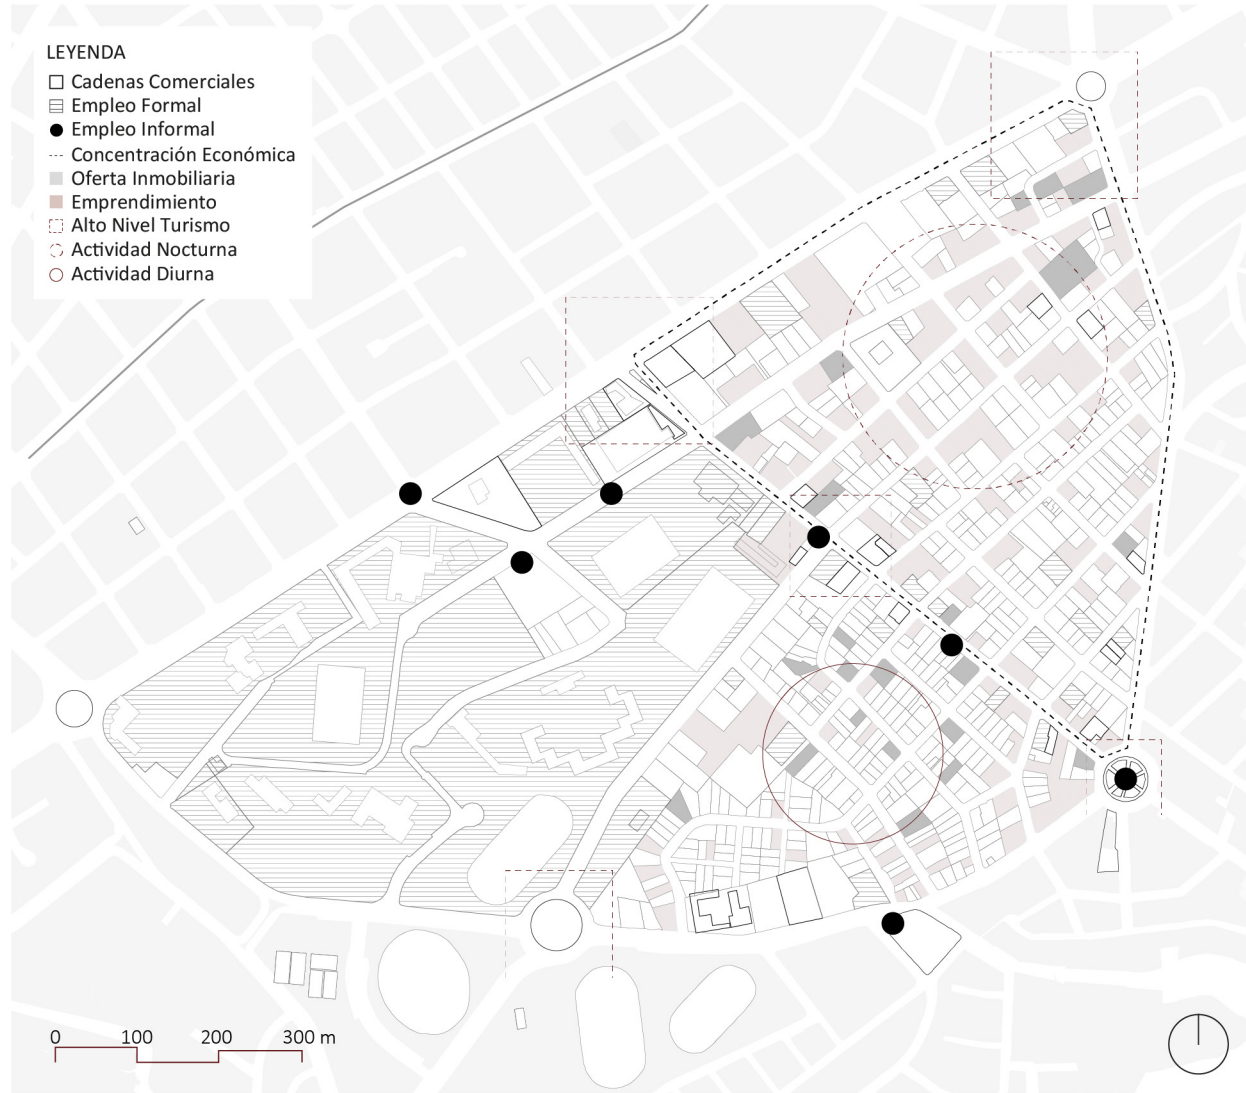 LEYENDA
Cadenas Comerciales
Empleo Formal
Empleo Informal
Concentración Económica
Oferta Inmobiliaria
Emprendimiento
Alto Nivel Turismo
Actividad Nocturna
Actividad Diurna
0 100 200 300 m